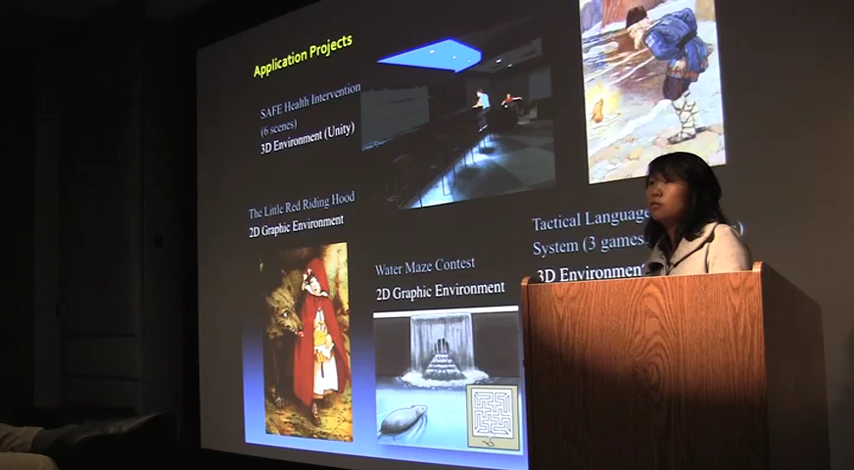 Application Projects
SAFE Health Intervention
(6 scenes)
3D Environment (Unity)
The Little Red Riding Hood
2D Graphic Environment
Water Maze Contest
2D Graphic Environment
Tactical Language
System (3 games
3D Environment